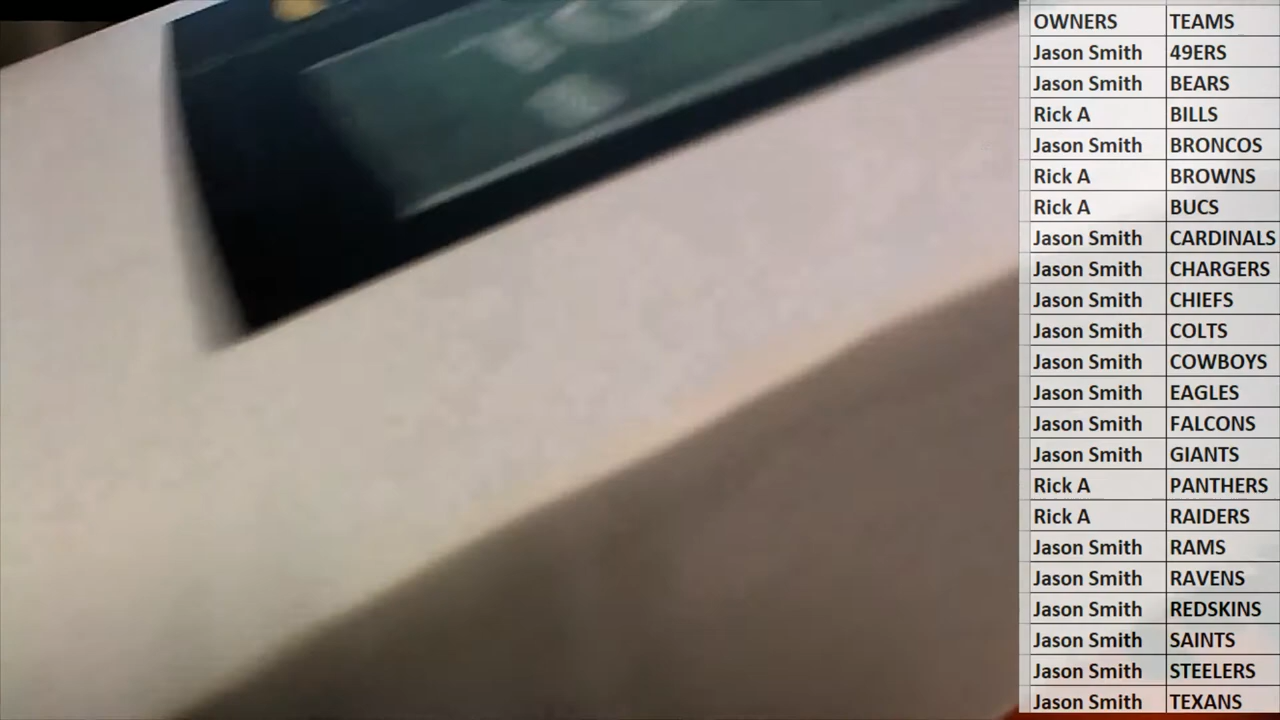 OWNERS TEAMS
Jason Smith 49ERS
Jason Smith BEARS
Rick A BILLS
Jason Smith BRONCOS
Rick A BROWNS
Rick A BUCS
Jason Smith CARDINALS
Jason Smith CHARGERS
Jason Smith CHIEFS
Jason Smith COLTS
Jason Smith COWBOYS
Jason Smith EAGLES
Jason Smith FALCONS
Jason Smith GIANTS
Rick A PANTHERS
Rick A RAIDERS
Jason Smith RAMS
Jason Smith RAVENS
Jason Smith REDSKINS
Jason Smith SAINTS
Jason Smith STEELERS
Jason Smith TEXANS